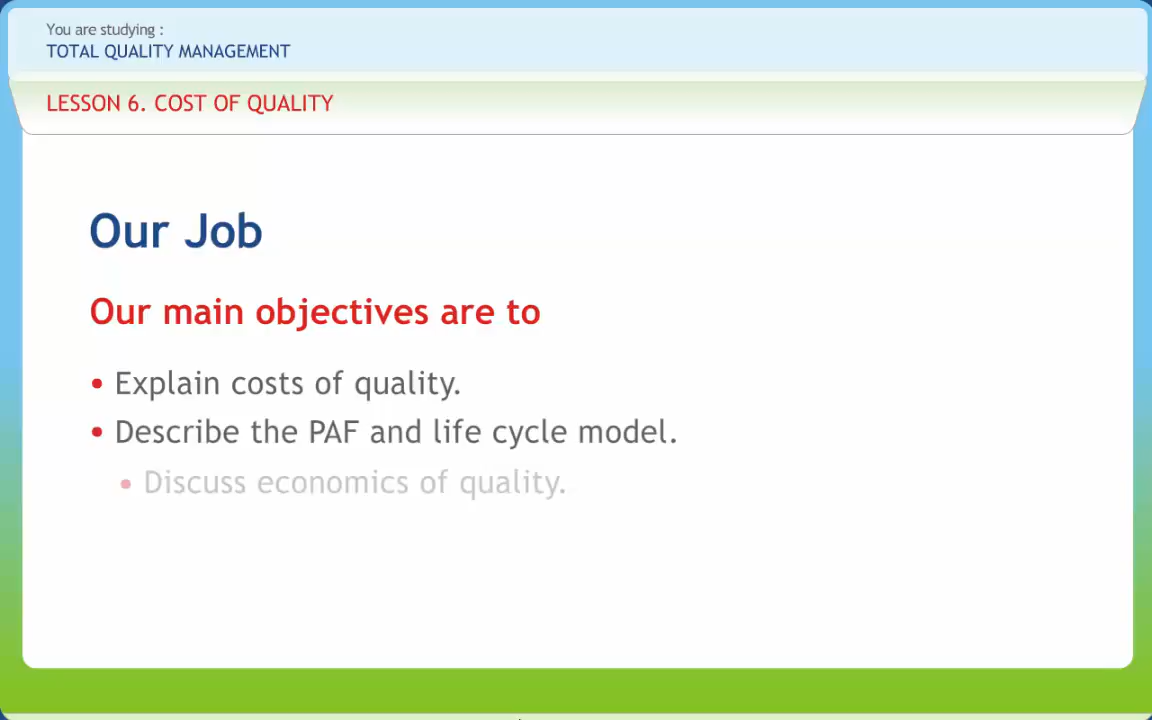 You are studying :
TOTAL QUALITY MANAGEMENT
LESSON 6. COST OF QUALITY
Our Job
Our main objectives are to
• Explain costs of quality.
• Describe the PAF and life cycle model.
• Discuss economics of quality.